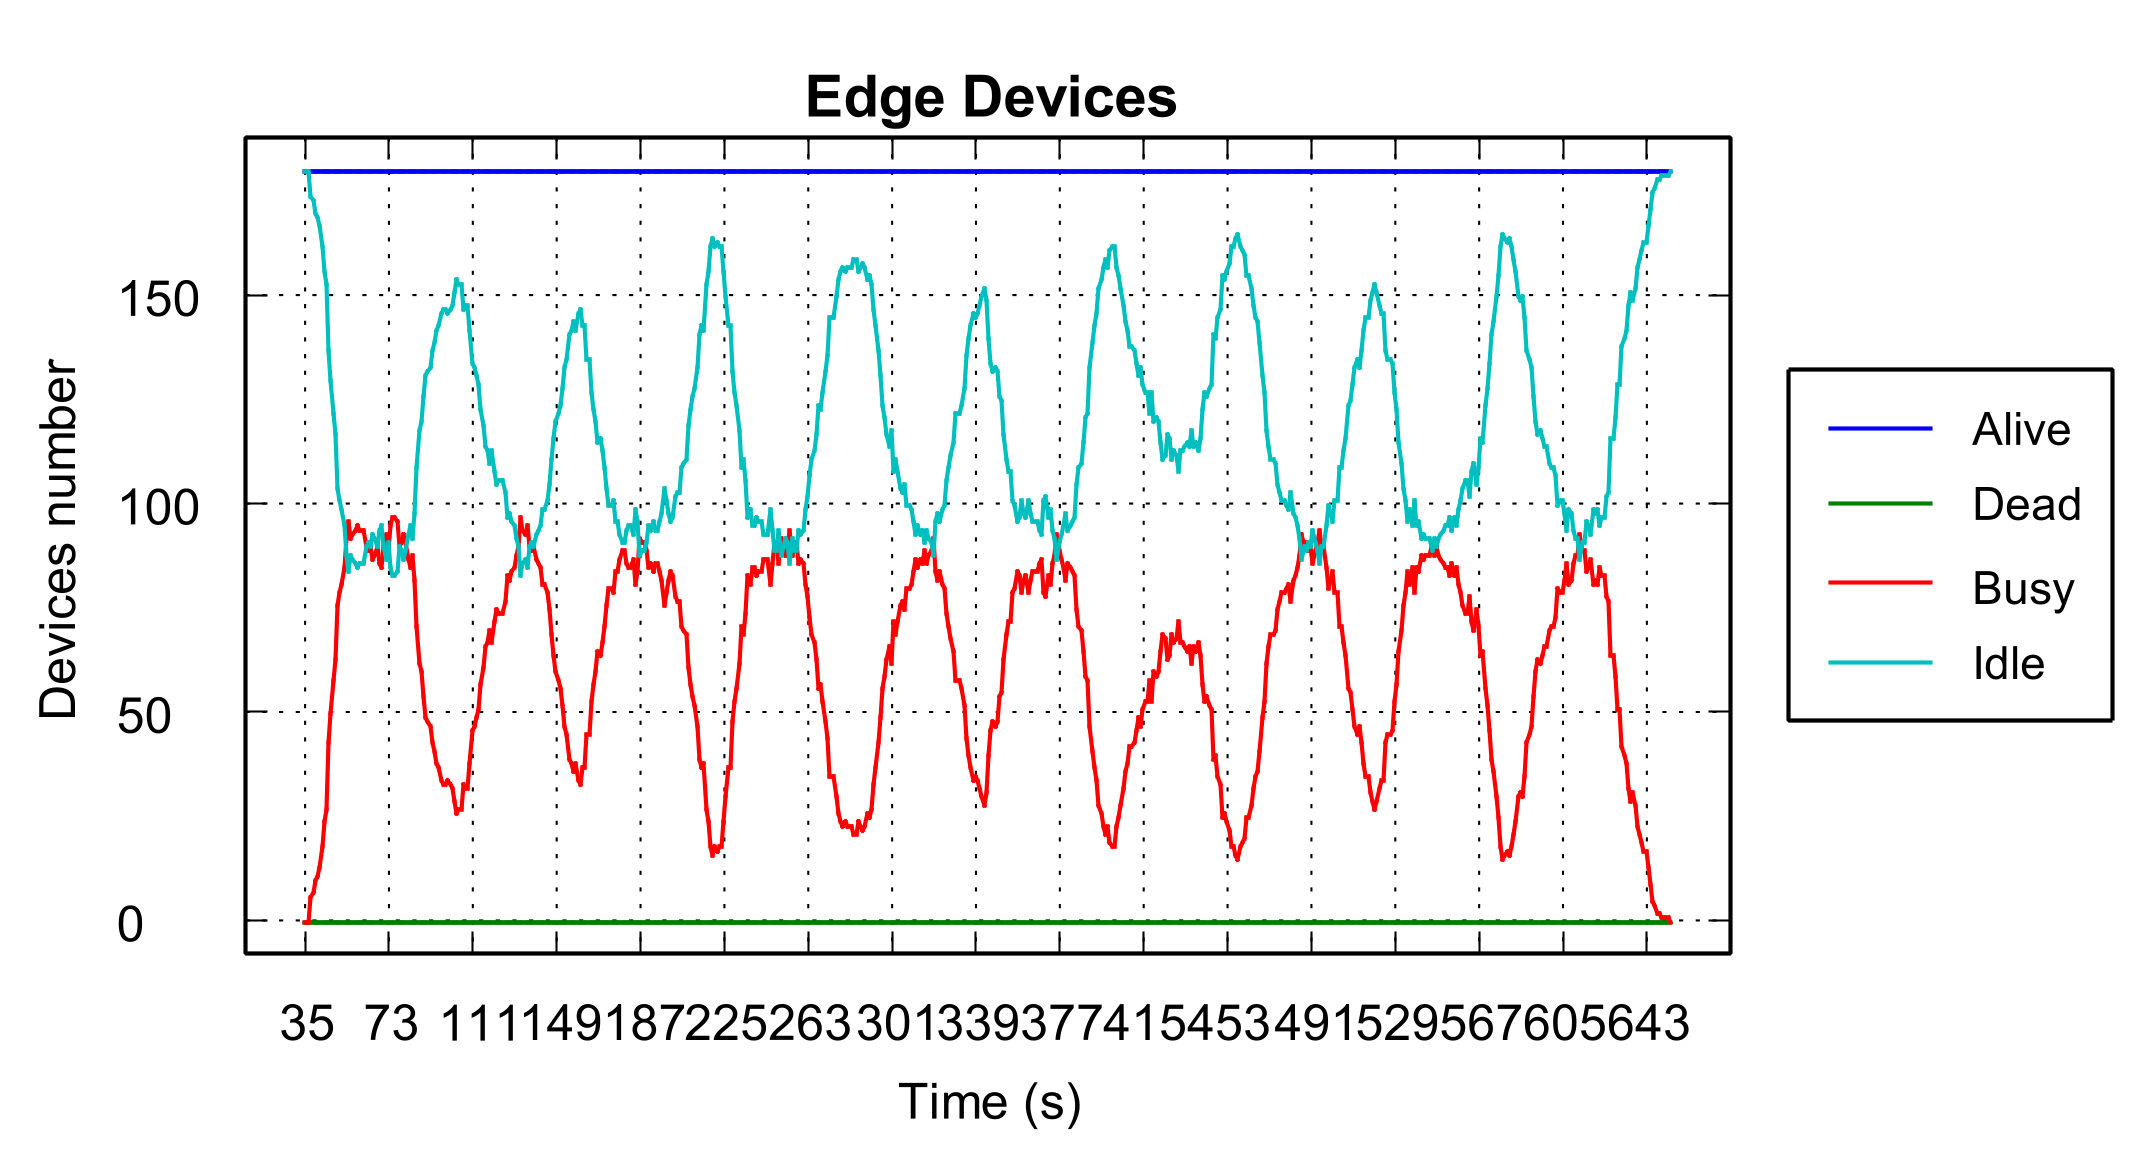 Edge Devices
150
100
50
0
Devices number
35 73 111149187225263301339377415453491529567605643
Time (s)
Alive
Dead
Busy
Idle